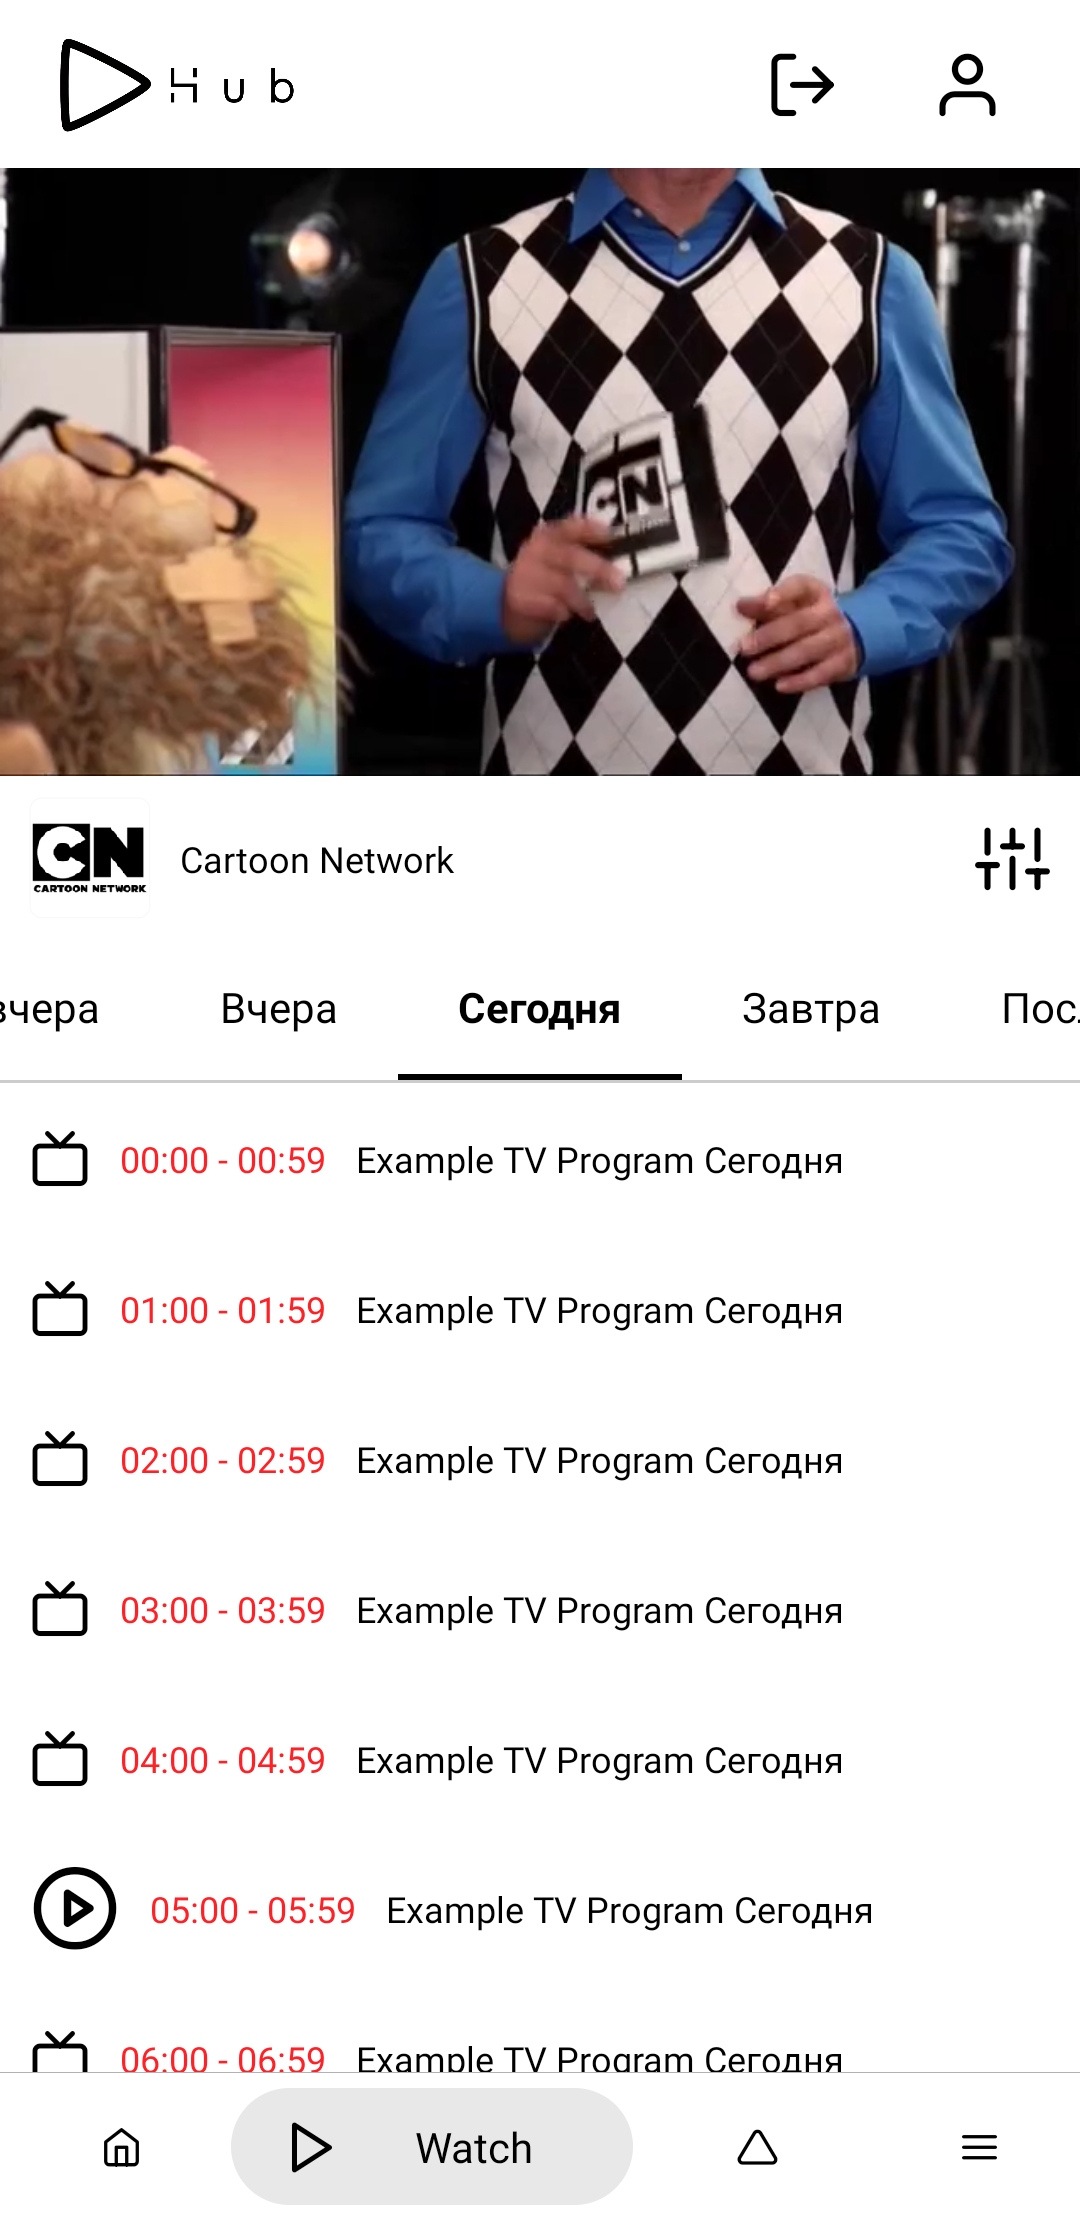 Hub
CN
CN
CARTOON NETWORK
Cartoon Network
вчера
Вчера
Сегодня
Завтра
00:00 - 00:59 Example TV Program Сегодня
01:00 - 01:59 Example TV Program Сегодня
02:00 - 02:59 Example TV Program Сегодня
03:00 - 03:59 Example TV Program Сегодня
04:00 - 04:59 Example TV Program Сегодня
05:00 - 05:59 Example TV Program Сегодня
06:00 - 06:59 Example TV Program Сегодня
Watch